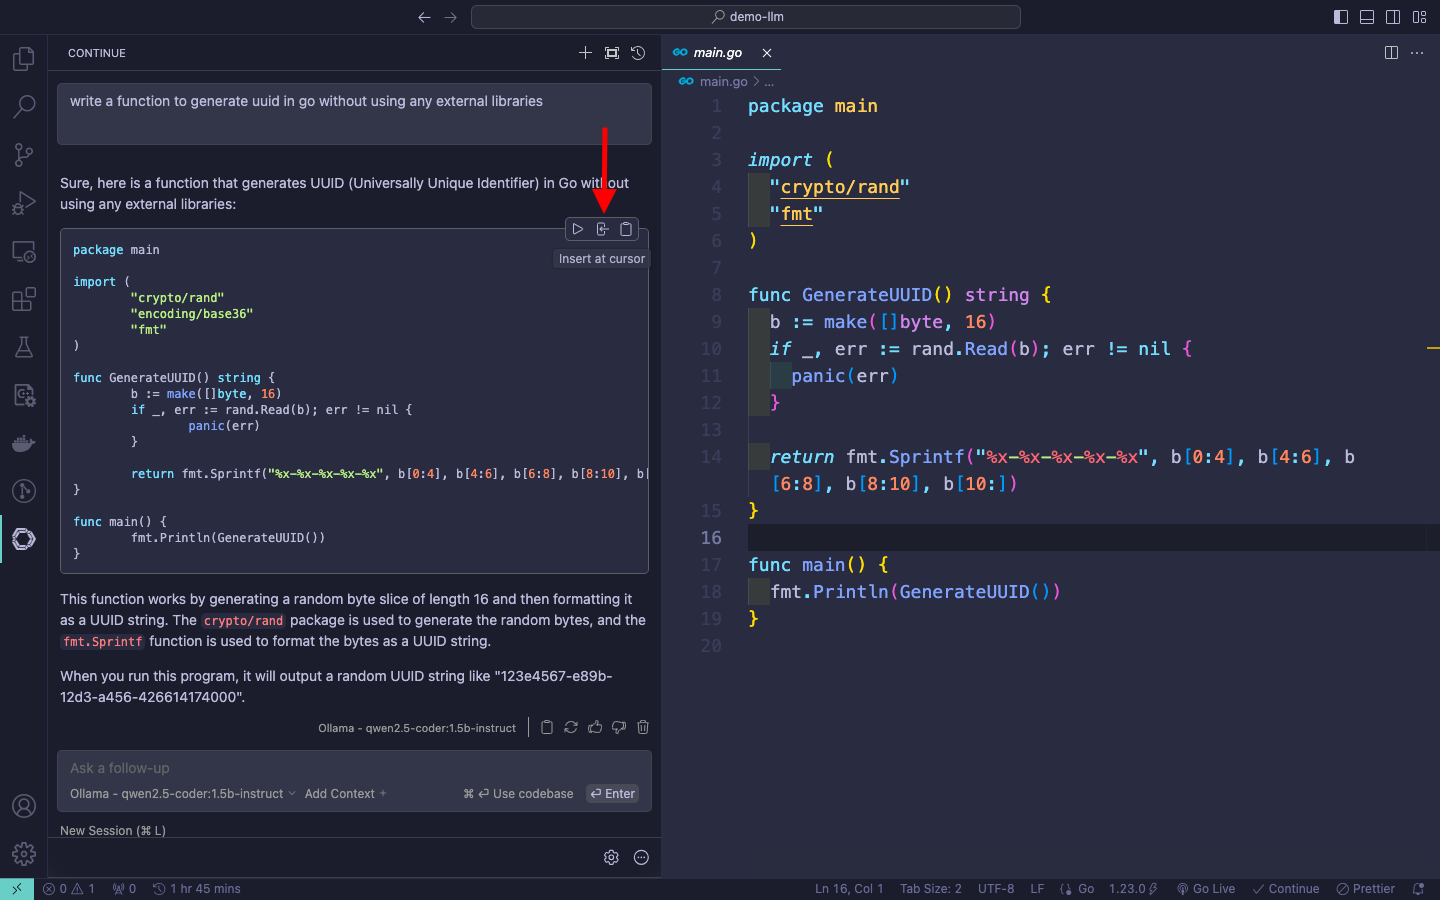 demo-llm
CONTINUE
write a function to generate uuid in go without using any external libraries
Sure, here is a function that generates UUID (Universally Unique Identifier) in Go without
using any external libraries:
Insert at cursor
package main
import (
"crypto/rand"
"encoding/base36"
"fmt"
)
func GenerateUUID() string {
b := make([]byte, 16)
if _, err := rand.Read(b); err != nil {
panic(err)
}
return fmt.Sprintf("%x-%x-%x-%x-%x", b[0:4], b[4:6], b[6:8], b[8:10], b[
}
func main() {
fmt.Println(GenerateUUID())
}
This function works by generating a random byte slice of length 16 and then formatting it
as a UUID string. The crypto/rand package is used to generate the random bytes, and the
fmt.Sprintf function is used to format the bytes as a UUID string.
When you run this program, it will output a random UUID string like "123e4567-e89b-
12d3-a456-426614174000".
Ollama - qwen2.5-coder:1.5b-instruct
Ask a follow-up
Ollama - qwen2.5-coder:1.5b-instruct Add Context + ⌘ ⏎ Use codebase ⏎ Enter
New Session (⌘ L)
GO main.go
GO main.go > ...
1 package main
2
3 import (
4 "crypto/rand"
5 "fmt"
6 )
7
8 func GenerateUUID() string {
9 b := make([]byte, 16)
10 if _, err := rand.Read(b); err != nil {
11 panic(err)
12 }
13
14 return fmt.Sprintf("%x-%x-%x-%x-%x", b[0:4], b[4:6], b
[6:8], b[8:10], b[10:])
15 }
16
17 func main() {
18 fmt.Println(GenerateUUID())
19 }
20
0 1 0 1 hr 45 mins Ln 16, Col 1 Tab Size: 2 UTF-8 LF Go 1.23.0 Go Live Continue Prettier